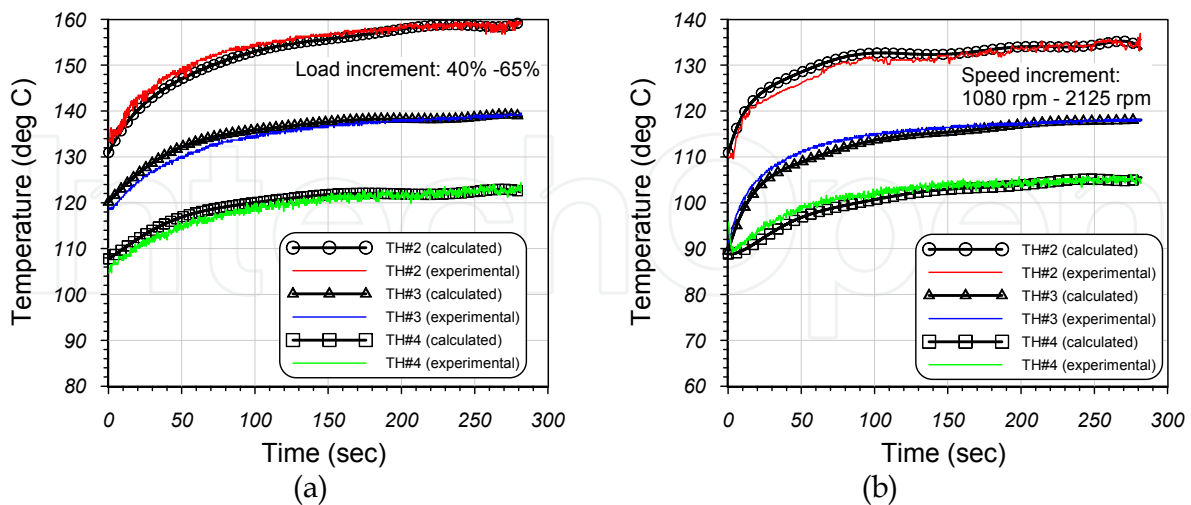 160
150
140
130
120
110
100
90
80
Temperature (deg C)
Load increment: 40% -65%
TH#2 (calculated)
TH#2 (experimental)
TH#3 (calculated)
TH#3 (experimental)
TH#4 (calculated)
TH#4 (experimental)
0 50 100 150 200 250 300
Time (sec)
(a)
140
130
120
110
100
90
80
70
60
Temperature (deg C)
Speed increment:
1080 rpm - 2125 rpm
TH#2 (calculated)
TH#2 (experimental)
TH#3 (calculated)
TH#3 (experimental)
TH#4 (calculated)
TH#4 (experimental)
0 50 100 150 200 250 300
Time (sec)
(b)